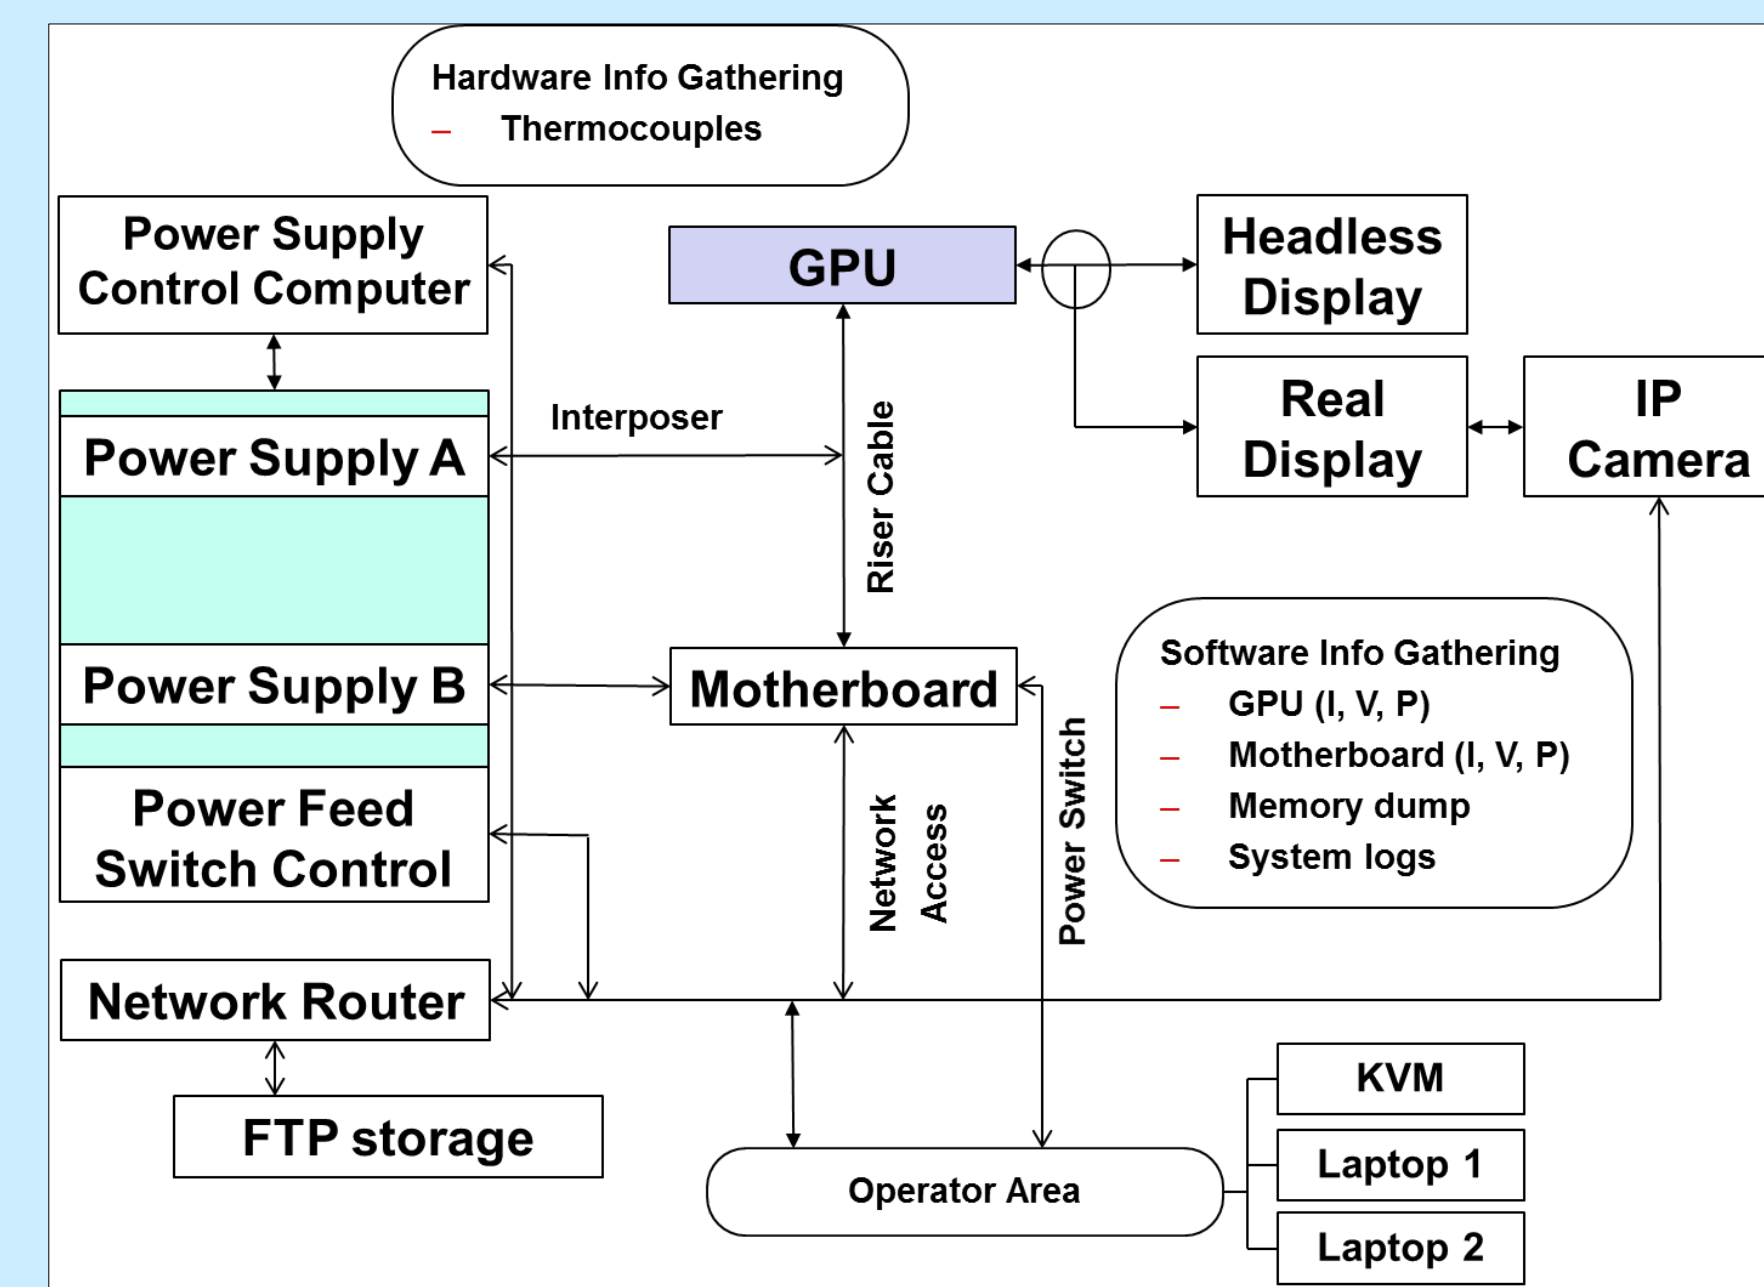 Hardware Info Gathering
– Thermocouples
Power Supply
Control Computer
GPU
Headless
Display
Real
Display
IP
Camera
Interposer
Riser Cable
Power Supply A
Power Supply B
Motherboard
Software Info Gathering
– GPU (I, V, P)
– Motherboard (I, V, P)
– Memory dump
– System logs
Power Switch
Network
Access
Power Feed
Switch Control
Network Router
FTP storage
Operator Area
KVM
Laptop 1
Laptop 2